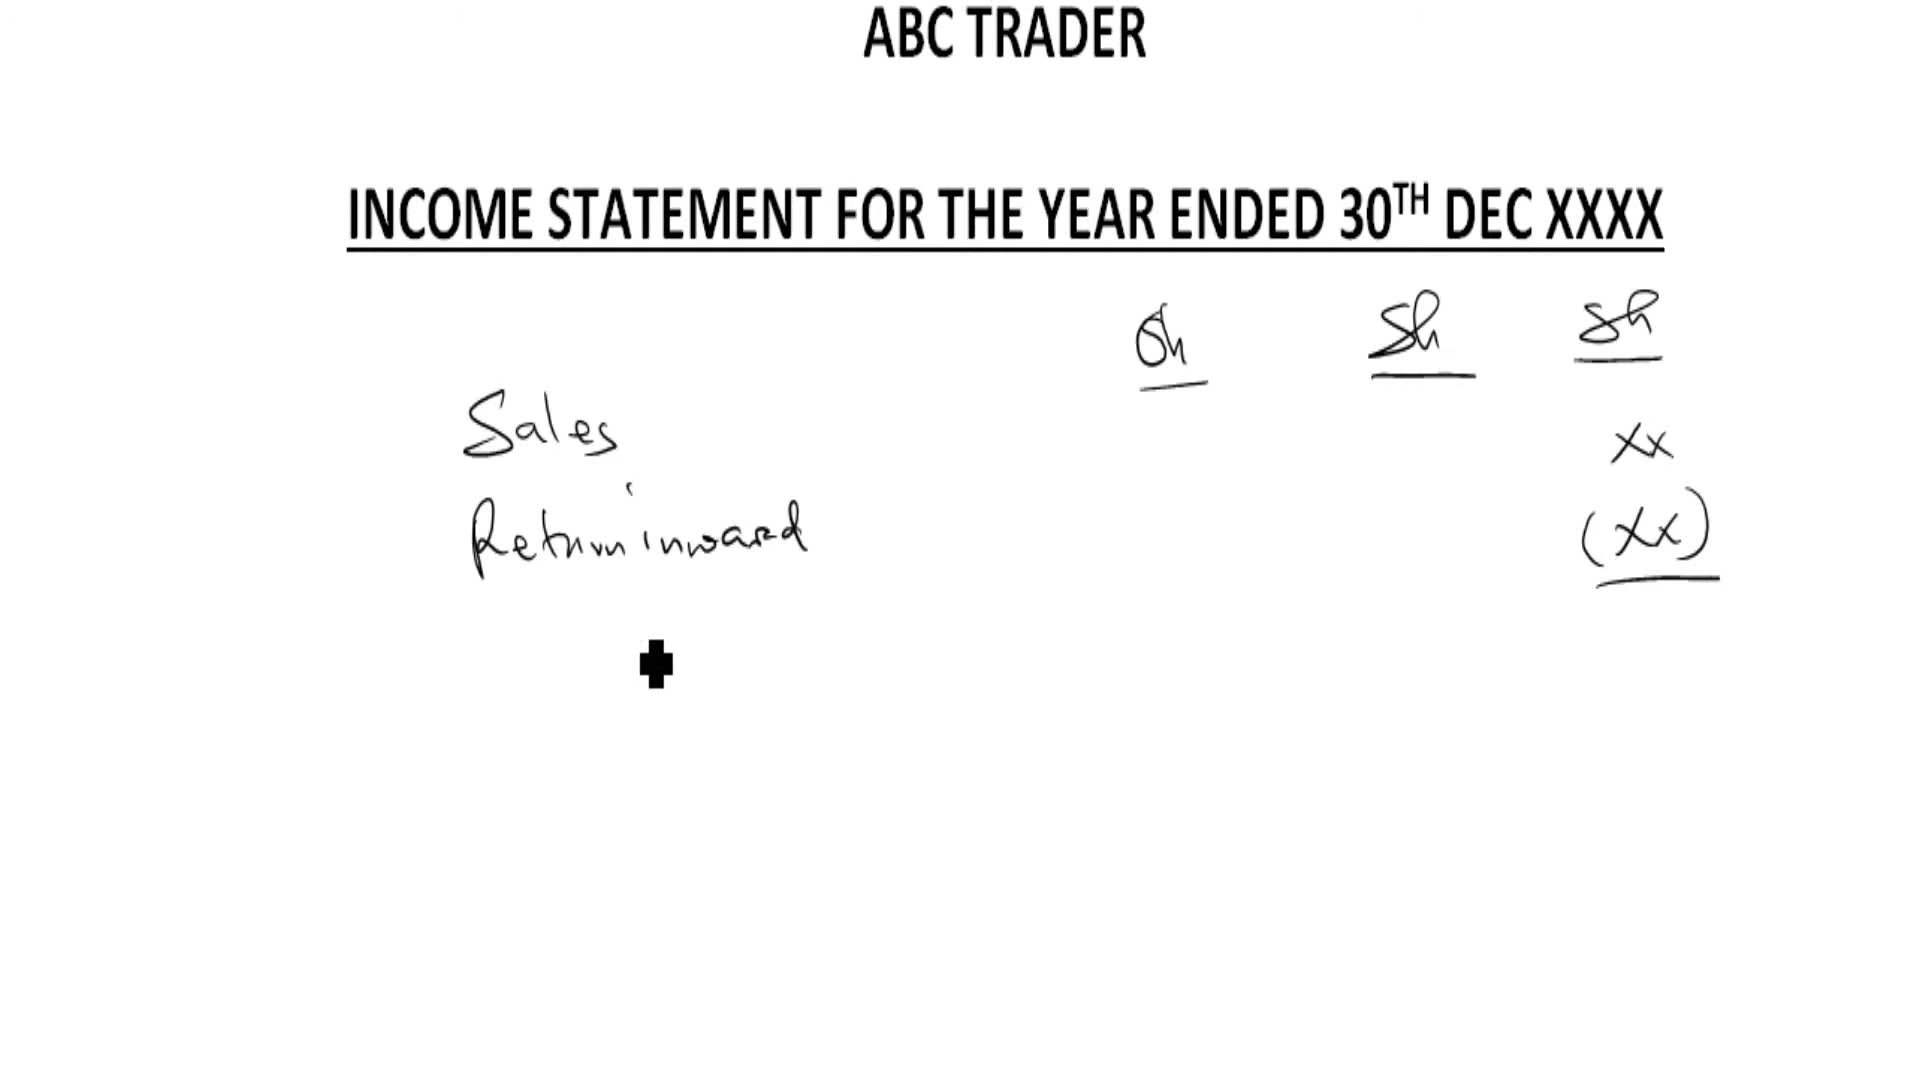 ABC TRADER
INCOME STATEMENT FOR THE YEAR ENDED 30TH DEC XXXX
Sh Sh Sh
Sales xx
Return inward (xx)